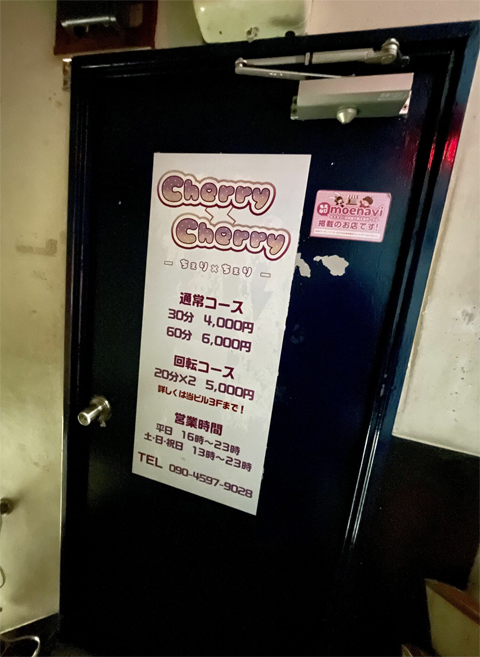 Cherry
×
Cherry
— ちぇり×ちぇり —
通常コース
30分 4,000円
60分 6,000円
回転コース
20分×2 5,000円
詳しくは当ビル3Fまで!
営業時間
平日 16時〜23時
土・日・祝日 13時〜23時
TEL 090-4597-9028
moenavi
掲載のお店です!